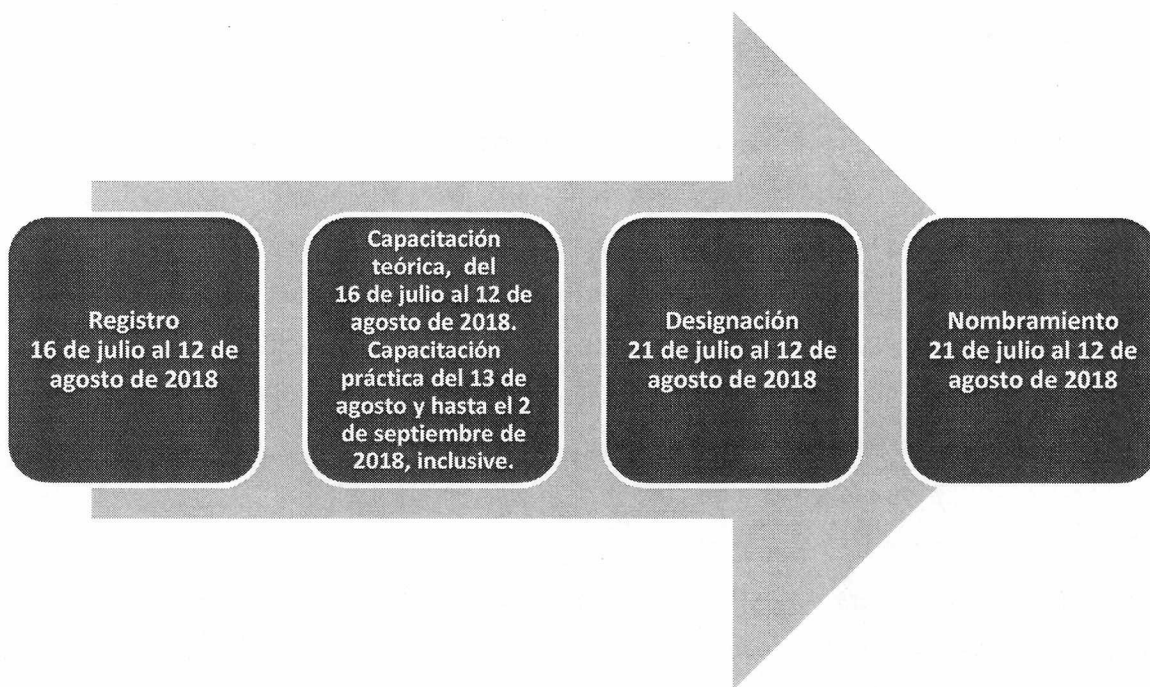 Registro
16 de julio al 12 de
agosto de 2018
Capacitación
teórica, del
16 de julio al 12 de
agosto de 2018.
Capacitación
práctica del 13 de
agosto y hasta el 2
de septiembre de
2018, inclusive.
Designación
21 de julio al 12 de
agosto de 2018
Nombramiento
21 de julio al 12 de
agosto de 2018